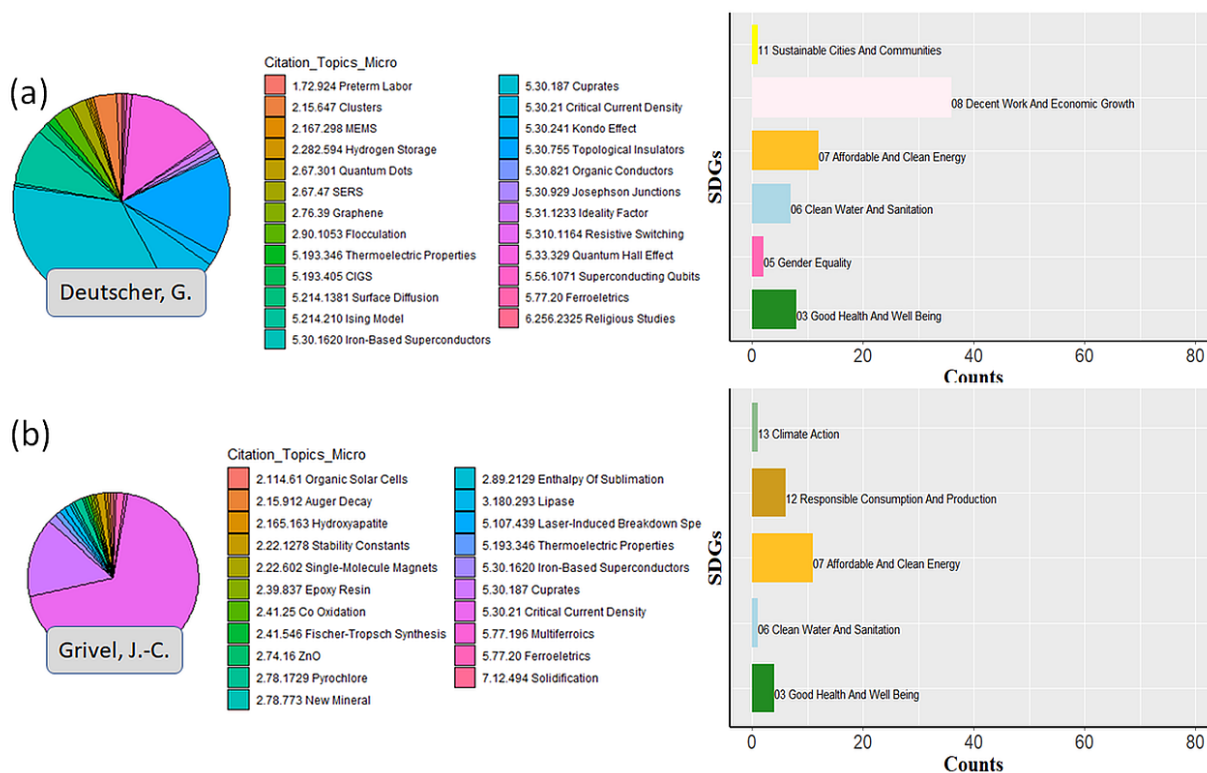 (a)
Deutscher, G.
Citation_Topics_Micro
1.72.924 Preterm Labor
2.15.647 Clusters
2.167.298 MEMS
2.282.594 Hydrogen Storage
2.67.301 Quantum Dots
2.67.47 SERS
2.76.39 Graphene
2.90.1053 Flocculation
5.193.346 Thermoelectric Properties
5.193.405 CIGS
5.214.1381 Surface Diffusion
5.214.210 Ising Model
5.30.1620 Iron-Based Superconductors
5.30.187 Cuprates
5.30.21 Critical Current Density
5.30.241 Kondo Effect
5.30.755 Topological Insulators
5.30.821 Organic Conductors
5.30.929 Josephson Junctions
5.31.1233 Ideality Factor
5.310.1164 Resistive Switching
5.33.329 Quantum Hall Effect
5.56.1071 Superconducting Qubits
5.77.20 Ferroeletrics
6.256.2325 Religious Studies
SDGs
11 Sustainable Cities And Communities
08 Decent Work And Economic Growth
07 Affordable And Clean Energy
06 Clean Water And Sanitation
05 Gender Equality
03 Good Health And Well Being
0 20 40 60 80
Counts
(b)
Grivel, J.-C.
Citation_Topics_Micro
2.114.61 Organic Solar Cells
2.15.912 Auger Decay
2.165.163 Hydroxyapatite
2.22.1278 Stability Constants
2.22.602 Single-Molecule Magnets
2.39.837 Epoxy Resin
2.41.25 Co Oxidation
2.41.546 Fischer-Tropsch Synthesis
2.74.16 ZnO
2.78.1729 Pyrochlore
2.78.773 New Mineral
2.89.2129 Enthalpy Of Sublimation
3.180.293 Lipase
5.107.439 Laser-Induced Breakdown Spe
5.193.346 Thermoelectric Properties
5.30.1620 Iron-Based Superconductors
5.30.187 Cuprates
5.30.21 Critical Current Density
5.77.196 Multiferroics
5.77.20 Ferroeletrics
7.12.494 Solidification
SDGs
13 Climate Action
12 Responsible Consumption And Production
07 Affordable And Clean Energy
06 Clean Water And Sanitation
03 Good Health And Well Being
0 20 40 60 80
Counts